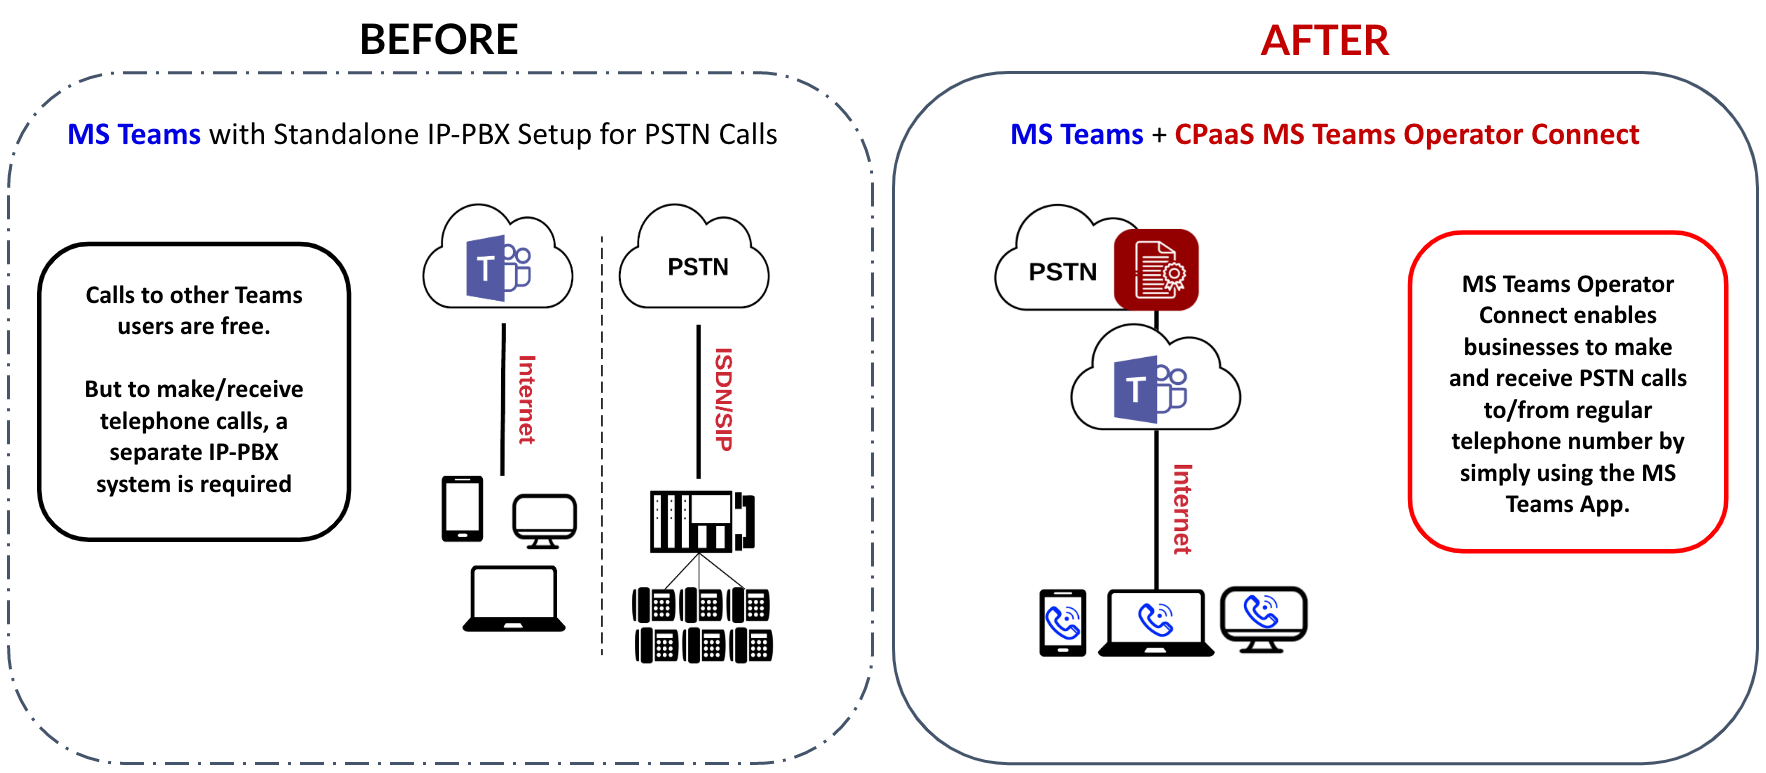 BEFORE
MS Teams with Standalone IP-PBX Setup for PSTN Calls
Calls to other Teams
users are free.
But to make/receive
telephone calls, a
separate IP-PBX
system is required
T
PSTN
Internet
ISDN/SIP
AFTER
MS Teams + CPaaS MS Teams Operator Connect
PSTN
T
Internet
MS Teams Operator
Connect enables
businesses to make
and receive PSTN calls
to/from regular
telephone number by
simply using the MS
Teams App.